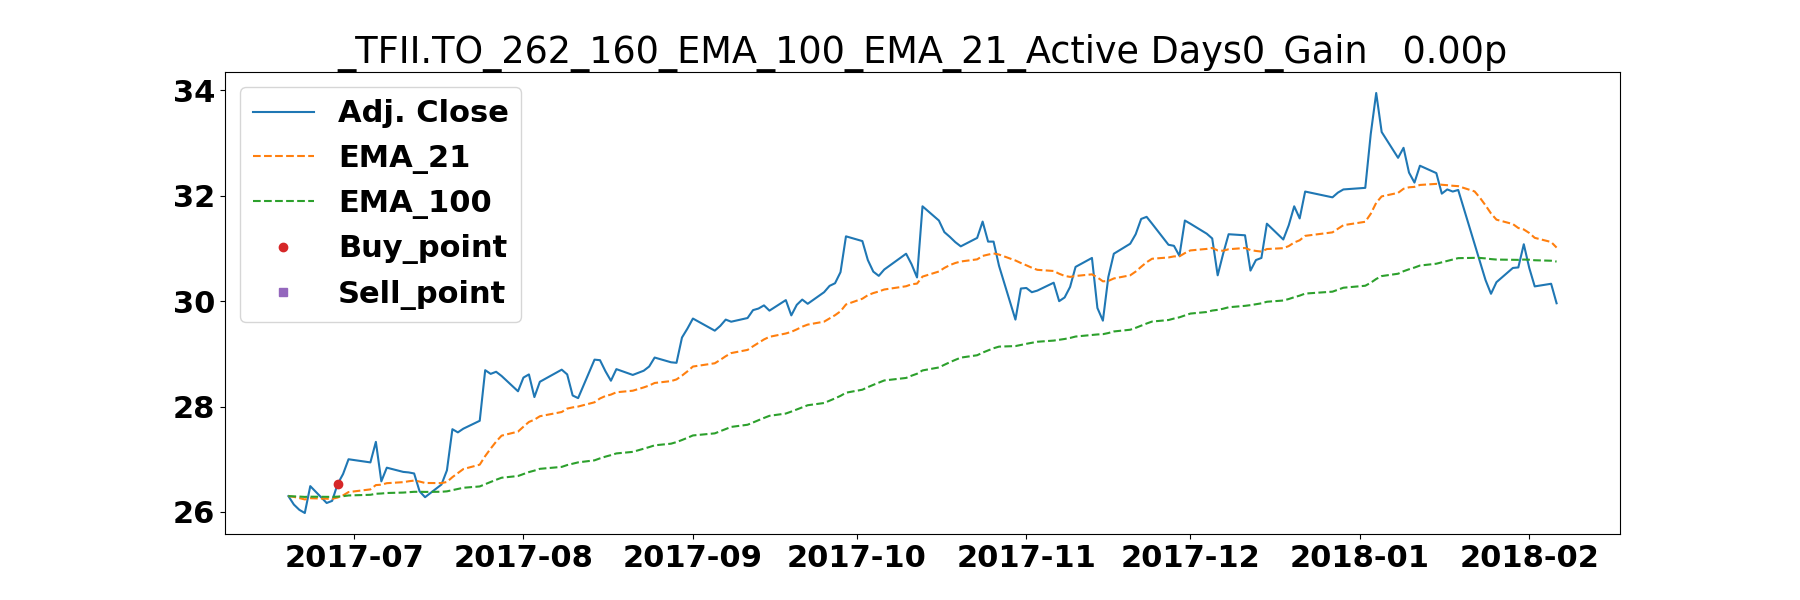 _TFII.TO_262_160_EMA_100_EMA_21_Active Days0_Gain   0.00p
34
32
30
28
26
Adj. Close
EMA_21
EMA_100
Buy_point
Sell_point
2017-07 2017-08 2017-09 2017-10 2017-11 2017-12 2018-01 2018-02